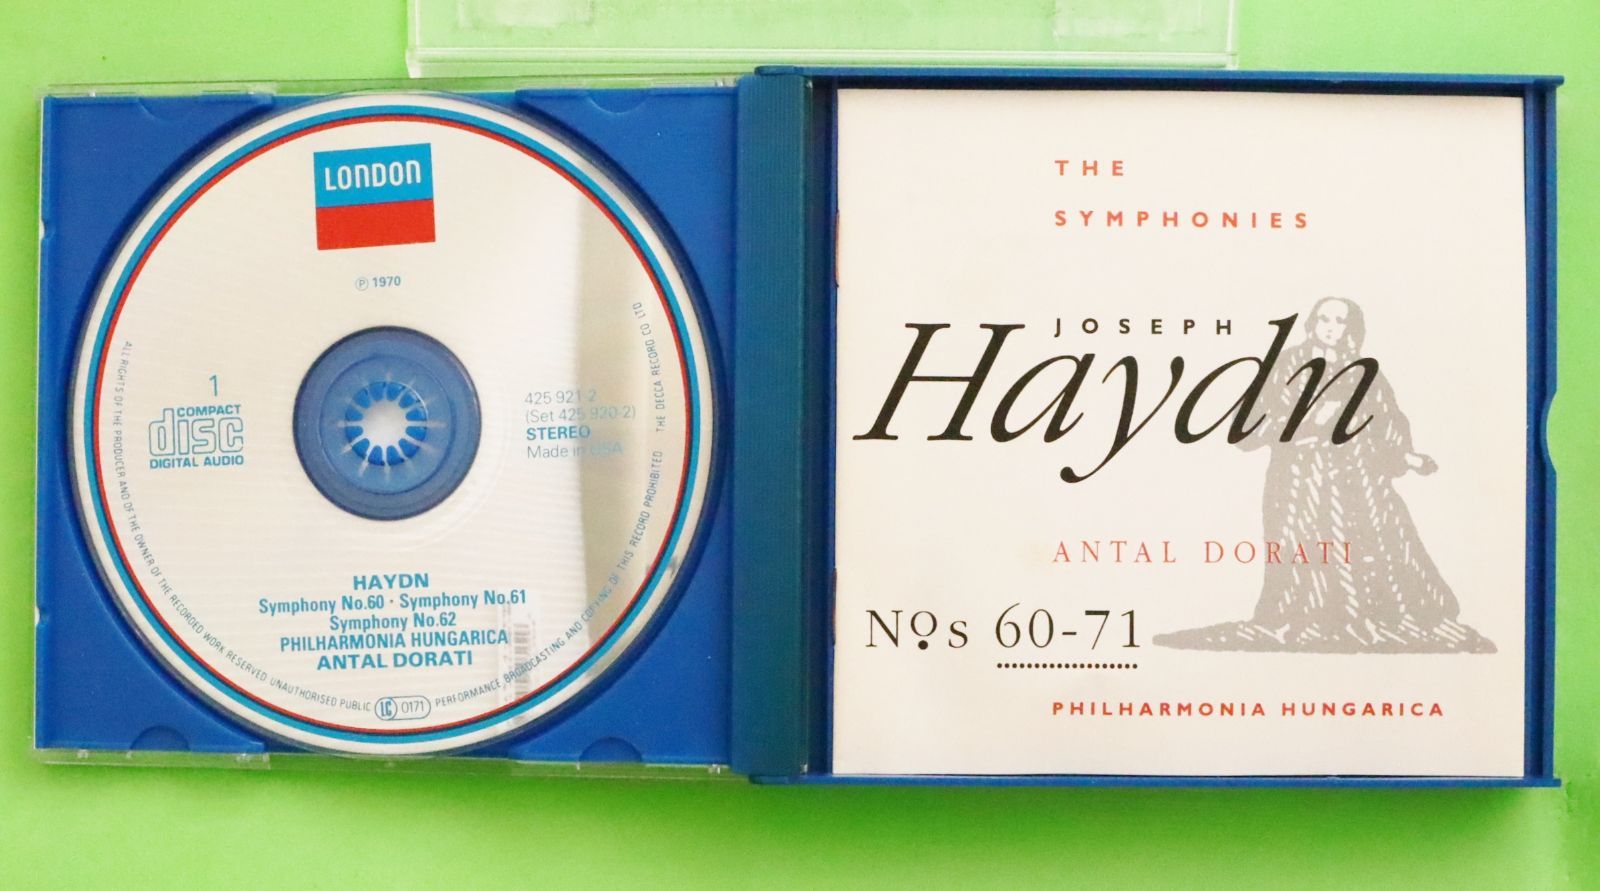 LONDON
℗ 1970
1
COMPACT
disc
DIGITAL AUDIO
425 921-2
(Set 425 920-2)
STEREO
Made in USA
HAYDN
Symphony No.60 · Symphony No.61
Symphony No.62
PHILHARMONIA HUNGARICA
ANTAL DORATI
ALL RIGHTS OF THE PRODUCER AND OF THE OWNER OF THE RECORDED WORK RESERVED UNAUTHORISED PUBLIC LC 0171 PERFORMANCE BROADCASTING AND COPYING OF THIS RECORD PROHIBITED THE DECCA RECORD CO LTD
THE
SYMPHONIES
JOSEPH
Haydn
ANTAL DORATI
Nos 60-71
PHILHARMONIA HUNGARICA